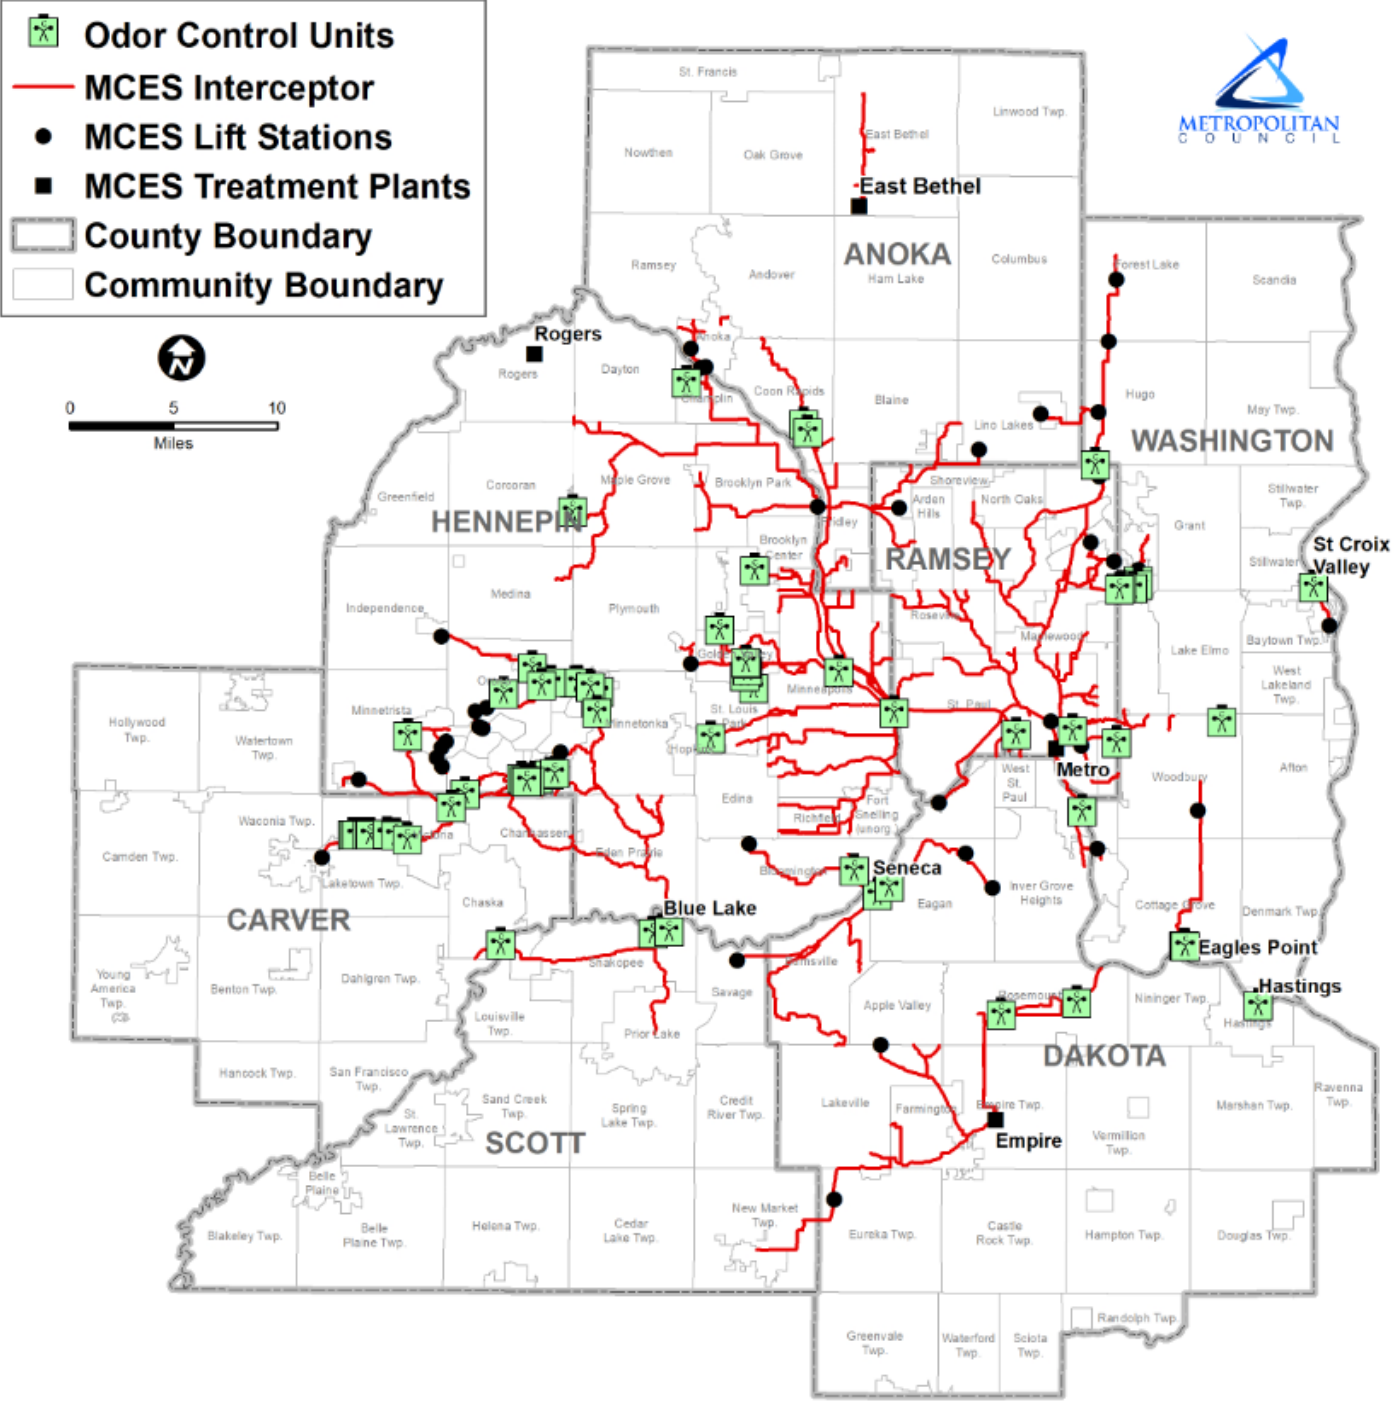 Odor Control Units
MCES Interceptor
MCES Lift Stations
MCES Treatment Plants
County Boundary
Community Boundary
METROPOLITAN
COUNCIL
N
0 5 10
Miles
St. Francis
Linwood Twp.
East Bethel
Nowthen
Oak Grove
East Bethel
ANOKA
Ham Lake
Columbus
Ramsey
Andover
Forest Lake
Scandia
Rogers
Rogers
Dayton
Anoka
Champlin
Coon Rapids
Blaine
Lino Lakes
Hugo
May Twp.
WASHINGTON
Greenfield
Corcoran
HENNEPIN
Maple Grove
Brooklyn Park
Fridley
Shoreview
Arden
Hills
North Oaks
Grant
Stillwater
Twp.
St Croix
Valley
Stillwater
Brooklyn
Center
RAMSEY
Independence
Medina
Plymouth
Roseville
Maplewood
Lake Elmo
Baytown Twp.
West
Lakeland
Twp.
Golden Valley
Minneapolis
St. Louis
Park
St. Paul
Hollywood
Twp.
Watertown
Twp.
Minnetrista
Minnetonka
Hopkins
Metro
West
St.
Paul
Woodbury
Afton
Edina
Richfield
Fort
Snelling
(unorg.)
Waconia Twp.
Victoria
Chanhassen
Eden Prairie
Camden Twp.
Laketown Twp.
CARVER
Chaska
Bloomington
Seneca
Eagan
Inver Grove
Heights
Cottage Grove
Denmark Twp.
Blue Lake
Shakopee
Eagles Point
Hastings
Hastings
Young
America
Twp.
Benton Twp.
Dahlgren Twp.
Louisville
Twp.
Prior Lake
Savage
Burnsville
Apple Valley
Rosemount
Nininger Twp.
DAKOTA
Hancock Twp.
San Francisco
Twp.
St.
Lawrence
Twp.
Sand Creek
Twp.
Spring
Lake Twp.
Credit
River Twp.
Lakeville
Farmington
Empire Twp.
Empire
Vermillion
Twp.
Marshan Twp.
Ravenna
Twp.
SCOTT
Belle
Plaine
Blakeley Twp.
Belle
Plaine Twp.
Helena Twp.
Cedar
Lake Twp.
New Market
Twp.
Eureka Twp.
Castle
Rock Twp.
Hampton Twp.
Douglas Twp.
Greenvale
Twp.
Waterford
Twp.
Sciota
Twp.
Randolph Twp.